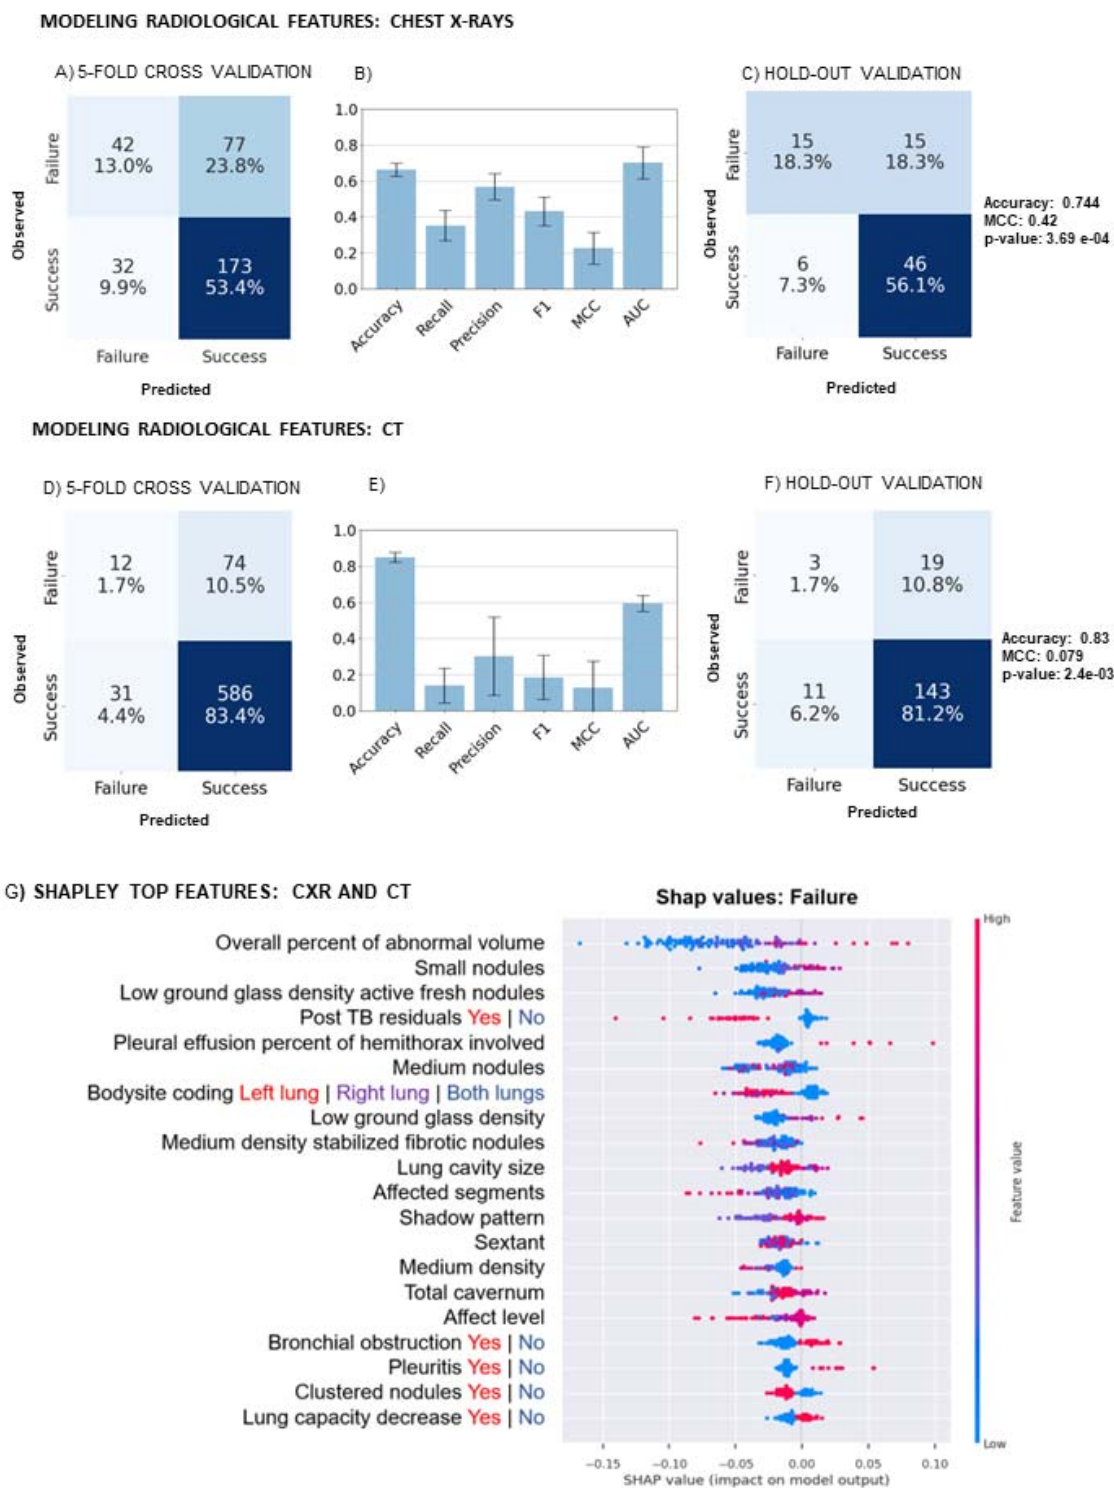 MODELING RADIOLOGICAL FEATURES: CHEST X-RAYS
A) 5-FOLD CROSS VALIDATION
B)
C) HOLD-OUT VALIDATION
Observed
Failure
Success
42
13.0%
77
23.8%
32
9.9%
173
53.4%
Failure
Success
Predicted
1.0
0.8
0.6
0.4
0.2
0.0
Accuracy
Recall
Precision
F1
MCC
AUC
Observed
Failure
Success
15
18.3%
15
18.3%
6
7.3%
46
56.1%
Failure
Success
Predicted
Accuracy: 0.744
MCC: 0.42
p-value: 3.69 e-04
MODELING RADIOLOGICAL FEATURES: CT
D) 5-FOLD CROSS VALIDATION
E)
F) HOLD-OUT VALIDATION
Observed
Failure
Success
12
1.7%
74
10.5%
31
4.4%
586
83.4%
Failure
Success
Predicted
1.0
0.8
0.6
0.4
0.2
0.0
Accuracy
Recall
Precision
F1
MCC
AUC
Observed
Failure
Success
3
1.7%
19
10.8%
11
6.2%
143
81.2%
Failure
Success
Predicted
Accuracy: 0.83
MCC: 0.079
p-value: 2.4e-03
G) SHAPLEY TOP FEATURES: CXR AND CT
Shap values: Failure
Overall percent of abnormal volume
Small nodules
Low ground glass density active fresh nodules
Post TB residuals Yes | No
Pleural effusion percent of hemithorax involved
Medium nodules
Bodysite coding Left lung | Right lung | Both lungs
Low ground glass density
Medium density stabilized fibrotic nodules
Lung cavity size
Affected segments
Shadow pattern
Sextant
Medium density
Total cavernum
Affect level
Bronchial obstruction Yes | No
Pleuritis Yes | No
Clustered nodules Yes | No
Lung capacity decrease Yes | No
−0.15
−0.10
−0.05
0.00
0.05
0.10
SHAP value (impact on model output)
High
Feature value
Low